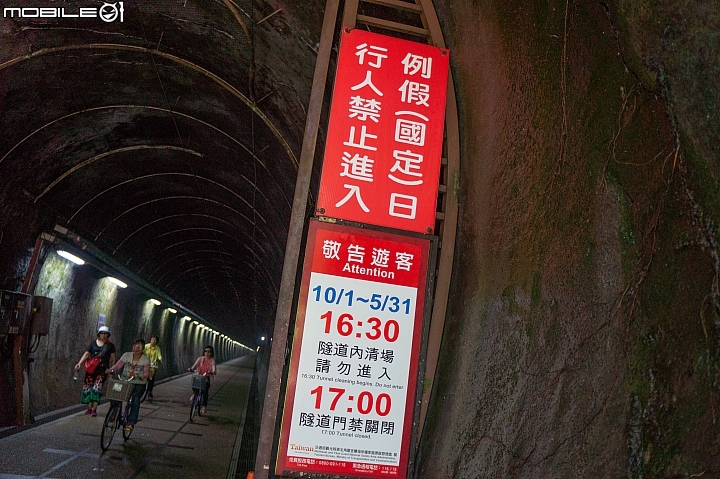 MOBILE01
例假(國定)日
行人禁止進入
敬告遊客
Attention
10/1~5/31
16:30
隧道內清場
請勿進入
16:30 Tunnel cleaning begins. Do not enter.
17:00
隧道門禁關閉
17:00 Tunnel closed.
Taiwan